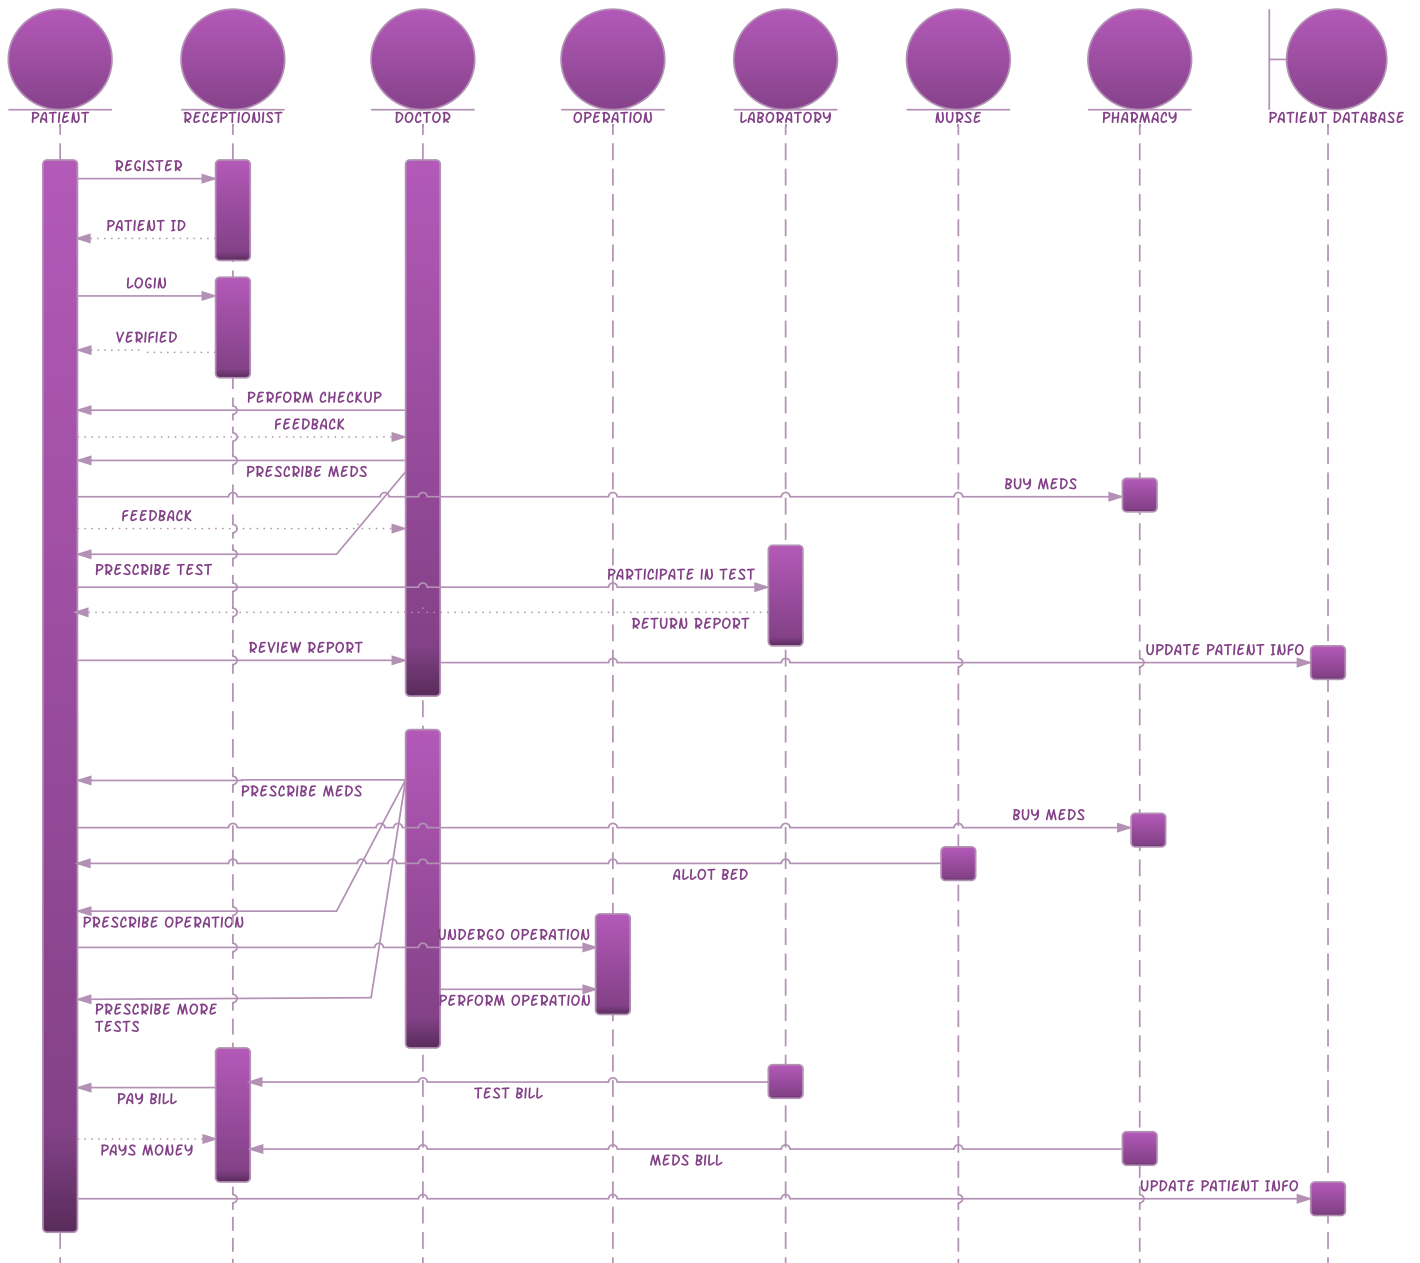 PATIENT
RECEPTIONIST
DOCTOR
OPERATION
LABORATORY
NURSE
PHARMACY
PATIENT DATABASE
REGISTER
PATIENT ID
LOGIN
VERIFIED
PERFORM CHECKUP
FEEDBACK
PRESCRIBE MEDS
BUY MEDS
FEEDBACK
PRESCRIBE TEST
PARTICIPATE IN TEST
RETURN REPORT
REVIEW REPORT
UPDATE PATIENT INFO
PRESCRIBE MEDS
BUY MEDS
ALLOT BED
PRESCRIBE OPERATION
UNDERGO OPERATION
PERFORM OPERATION
PRESCRIBE MORE
TESTS
TEST BILL
PAY BILL
PAYS MONEY
MEDS BILL
UPDATE PATIENT INFO